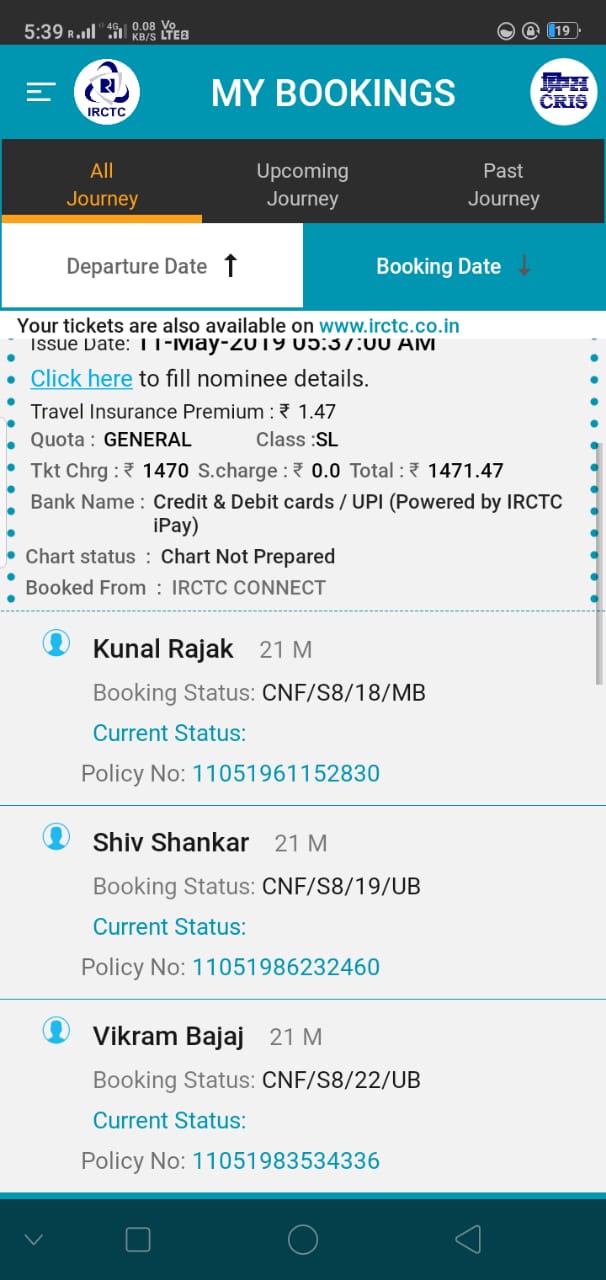 5:39 R 4G 0.08 KB/S Vo LTE2 19
IRCTC MY BOOKINGS CRIS
All Journey Upcoming Journey Past Journey
Departure Date ↑ Booking Date ↓
Your tickets are also available on www.irctc.co.in
Issue Date: 11-May-2019 05:37:00 AM
Click here to fill nominee details.
Travel Insurance Premium : ₹ 1.47
Quota : GENERAL Class :SL
Tkt Chrg : ₹ 1470 S.charge : ₹ 0.0 Total : ₹ 1471.47
Bank Name : Credit & Debit cards / UPI (Powered by IRCTC
iPay)
Chart status : Chart Not Prepared
Booked From : IRCTC CONNECT
Kunal Rajak 21 M
Booking Status: CNF/S8/18/MB
Current Status:
Policy No: 11051961152830
Shiv Shankar 21 M
Booking Status: CNF/S8/19/UB
Current Status:
Policy No: 11051986232460
Vikram Bajaj 21 M
Booking Status: CNF/S8/22/UB
Current Status:
Policy No: 11051983534336